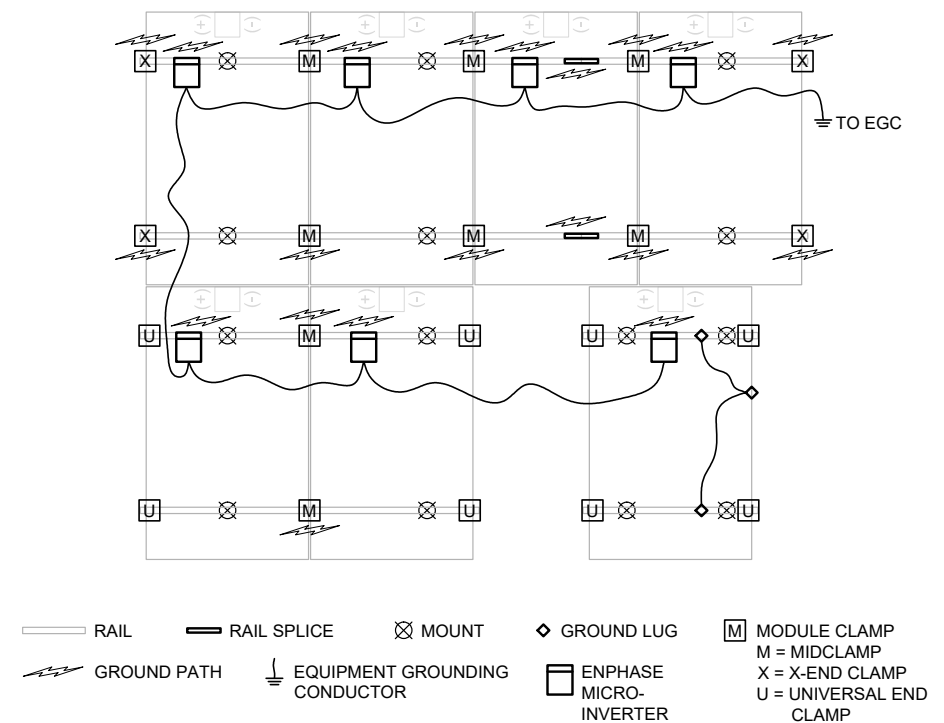 (+) (-) (+) (-) (+) (-) (+) (-)
X M M M X
TO EGC
X M M M X
(+) (-) (+) (-) (+) (-)
U M U U U
U M U U U
RAIL
RAIL SPLICE
MOUNT
GROUND LUG
M MODULE CLAMP
M = MIDCLAMP
X = X-END CLAMP
U = UNIVERSAL END
CLAMP
GROUND PATH
EQUIPMENT GROUNDING
CONDUCTOR
ENPHASE
MICRO-
INVERTER